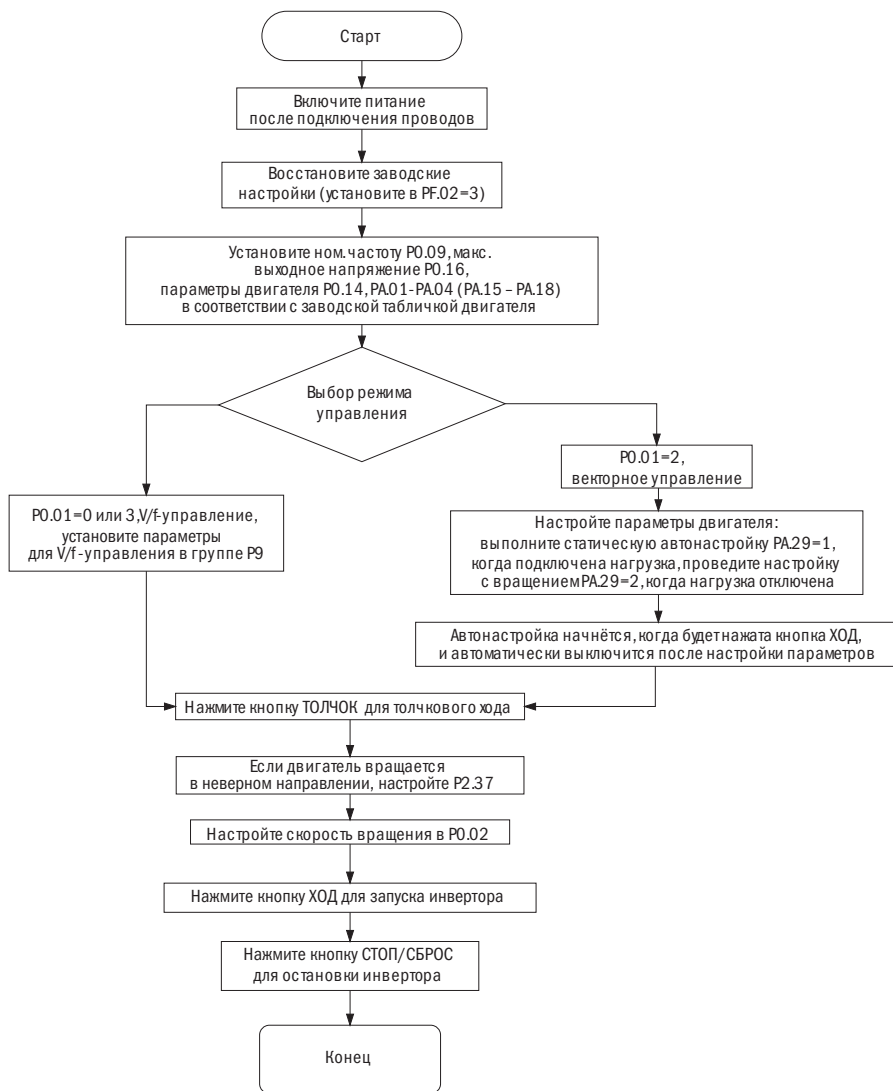 Старт
Включите питание
после подключения проводов
Восстановите заводские
настройки (установите в PF.02=3)
Установите ном. частоту P0.09, макс.
выходное напряжение P0.16,
параметры двигателя P0.14, PA.01-PA.04 (PA.15 – PA.18)
в соответствии с заводской табличкой двигателя
Выбор режима
управления
P0.01=0 или 3,V/f-управление,
установите параметры
для V/f-управления в группе P9
P0.01=2,
векторное управление
Настройте параметры двигателя:
выполните статическую автонастройку PA.29=1,
когда подключена нагрузка, проведите настройку
с вращением PA.29=2, когда нагрузка отключена
Автонастройка начнётся, когда будет нажата кнопка ХОД,
и автоматически выключится после настройки параметров
Нажмите кнопку ТОЛЧОК для толчкового хода
Если двигатель вращается
в неверном направлении, настройте P2.37
Настройте скорость вращения в P0.02
Нажмите кнопку ХОД для запуска инвертора
Нажмите кнопку СТОП/СБРОС
для остановки инвертора
Конец